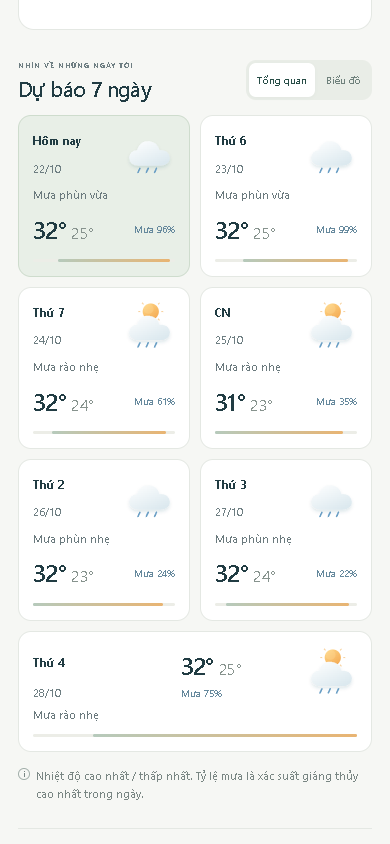 NHÌN VỀ NHỮNG NGÀY TỚI
Dự báo 7 ngày
Tổng quan
Biểu đồ
Hôm nay
22/10
Mưa phùn vừa
32° 25°
Mưa 96%
Thứ 6
23/10
Mưa phùn vừa
32° 25°
Mưa 99%
Thứ 7
24/10
Mưa rào nhẹ
32° 24°
Mưa 61%
CN
25/10
Mưa rào nhẹ
31° 23°
Mưa 35%
Thứ 2
26/10
Mưa phùn nhẹ
32° 23°
Mưa 24%
Thứ 3
27/10
Mưa phùn nhẹ
32° 24°
Mưa 22%
Thứ 4
28/10
Mưa rào nhẹ
32° 25°
Mưa 75%
Nhiệt độ cao nhất / thấp nhất. Tỷ lệ mưa là xác suất giáng thủy
cao nhất trong ngày.